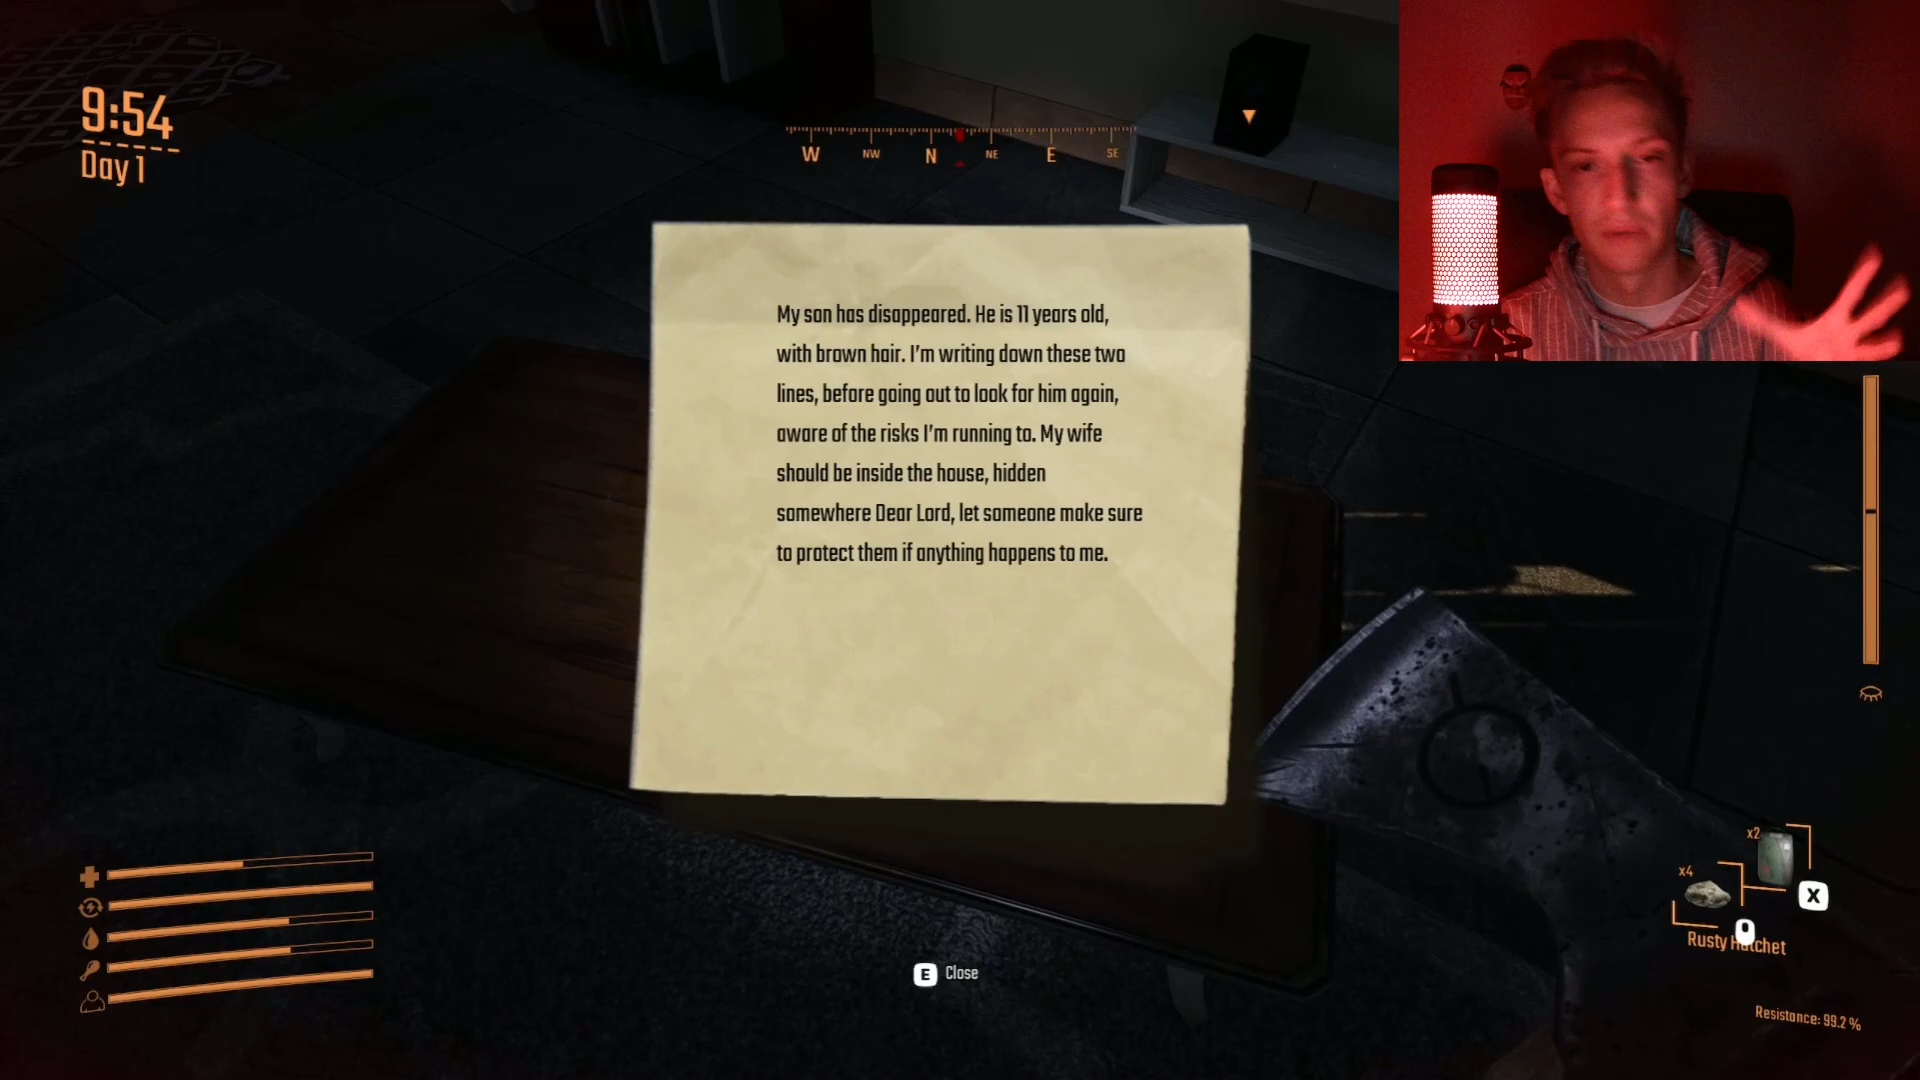 9:54
Day 1
W NW N NE E SE
My son has disappeared. He is 11 years old,
with brown hair. I'm writing down these two
lines, before going out to look for him again,
aware of the risks I'm running to. My wife
should be inside the house, hidden
somewhere Dear Lord, let someone make sure
to protect them if anything happens to me.
x2
x4
X
Rusty Hatchet
E Close
Resistance: 99.2 %